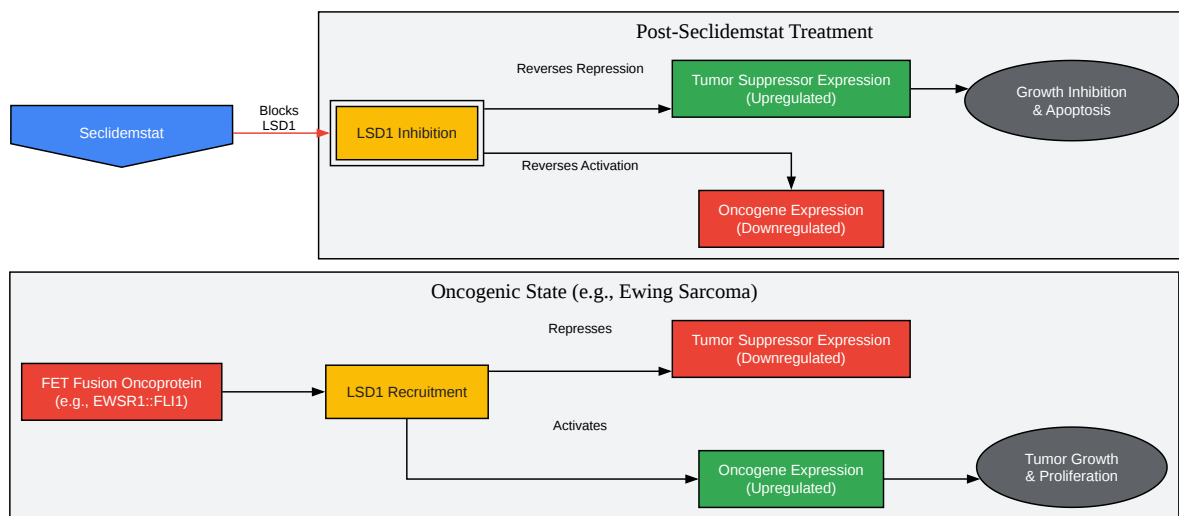 Post-Seclidemstat Treatment
Seclidemstat
Blocks
LSD1
LSD1 Inhibition
Reverses Repression
Tumor Suppressor Expression
(Upregulated)
Growth Inhibition
& Apoptosis
Reverses Activation
Oncogene Expression
(Downregulated)
Oncogenic State (e.g., Ewing Sarcoma)
FET Fusion Oncoprotein
(e.g., EWSR1::FLI1)
LSD1 Recruitment
Represses
Tumor Suppressor Expression
(Downregulated)
Activates
Oncogene Expression
(Upregulated)
Tumor Growth
& Proliferation